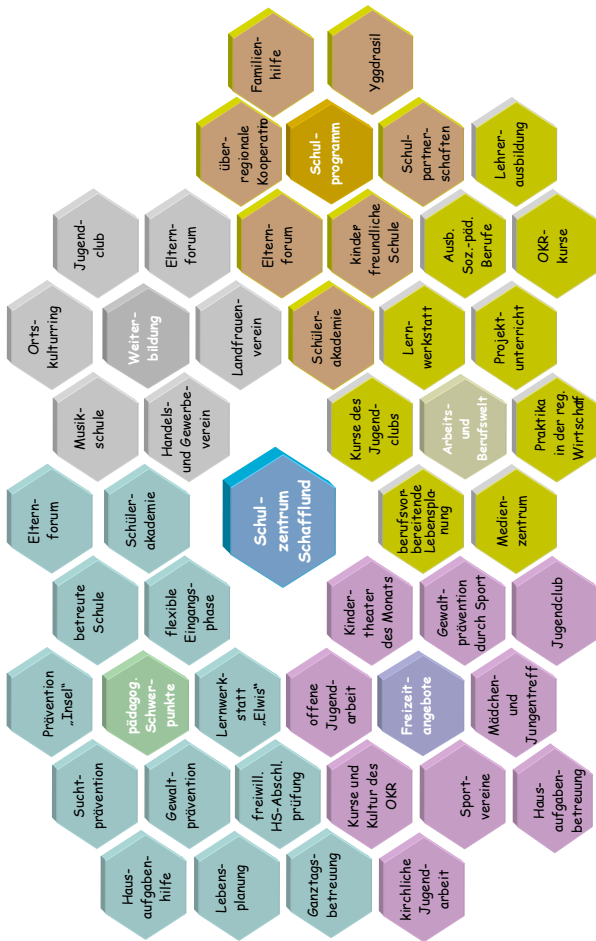 Schul-
zentrum
Schafflund
pädagog.
Schwer-
punkte
Haus-
aufgaben-
hilfe
Lebens-
planung
Ganztags-
betreuung
Sucht-
prävention
Gewalt-
prävention
freiwill.
HS-Abschl.
prüfung
Prävention
„Insel“
Lernwerk-
statt
„Elwis“
betreute
Schule
flexible
Eingangs-
phase
Eltern-
forum
Schüler-
akademie
Weiter-
bildung
Musik-
schule
Handels-
und Gewerbe-
verein
Orts-
kulturring
Landfrauen-
verein
Jugend-
club
Eltern-
forum
Schul-
programm
über-
regionale
Kooperatio
Familien-
hilfe
Yggdrasil
Schul-
partner-
schaften
Eltern-
forum
kinder
freundliche
Schule
Schüler-
akademie
Arbeits-
und
Berufswelt
Kurse des
Jugend-
clubs
Lern-
werkstatt
Ausb.
Soz.-päd.
Berufe
Lehrer-
ausbildung
OKR-
kurse
Projekt-
unterricht
Praktika
in der reg.
Wirtschaf
berufsvor-
bereitende
Lebenspla-
nung
Medien-
zentrum
Freizeit-
angebote
kirchliche
Jugend-
arbeit
Kurse und
Kultur des
OKR
Sport-
vereine
Haus-
aufgaben-
betreuung
offene
Jugend-
arbeit
Mädchen-
und
Jungentreff
Kinder-
theater
des Monats
Gewalt-
prävention
durch Sport
Jugendclub